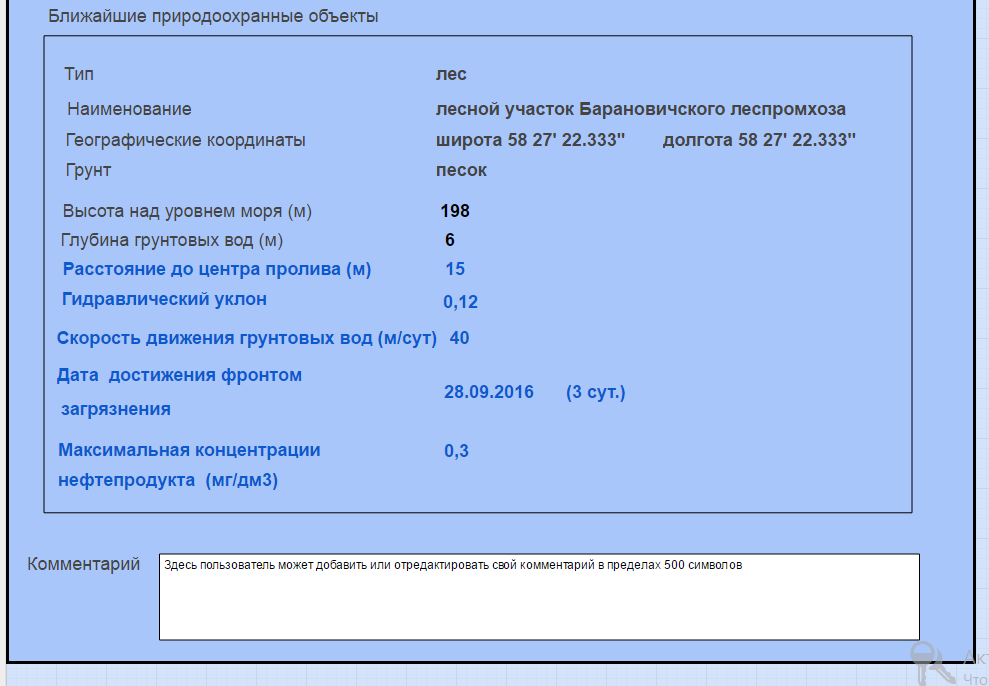 Ближайшие природоохранные объекты
Тип лес
Наименование лесной участок Барановичского леспромхоза
Географические координаты широта 58 27' 22.333" долгота 58 27' 22.333"
Грунт песок
Высота над уровнем моря (м) 198
Глубина грунтовых вод (м) 6
Расстояние до центра пролива (м) 15
Гидравлический уклон 0,12
Скорость движения грунтовых вод (м/сут) 40
Дата достижения фронтом
загрязнения 28.09.2016 (3 сут.)
Максимальная концентрации 0,3
нефтепродукта (мг/дм3)
Комментарий Здесь пользователь может добавить или отредактировать свой комментарий в пределах 500 символов
Что